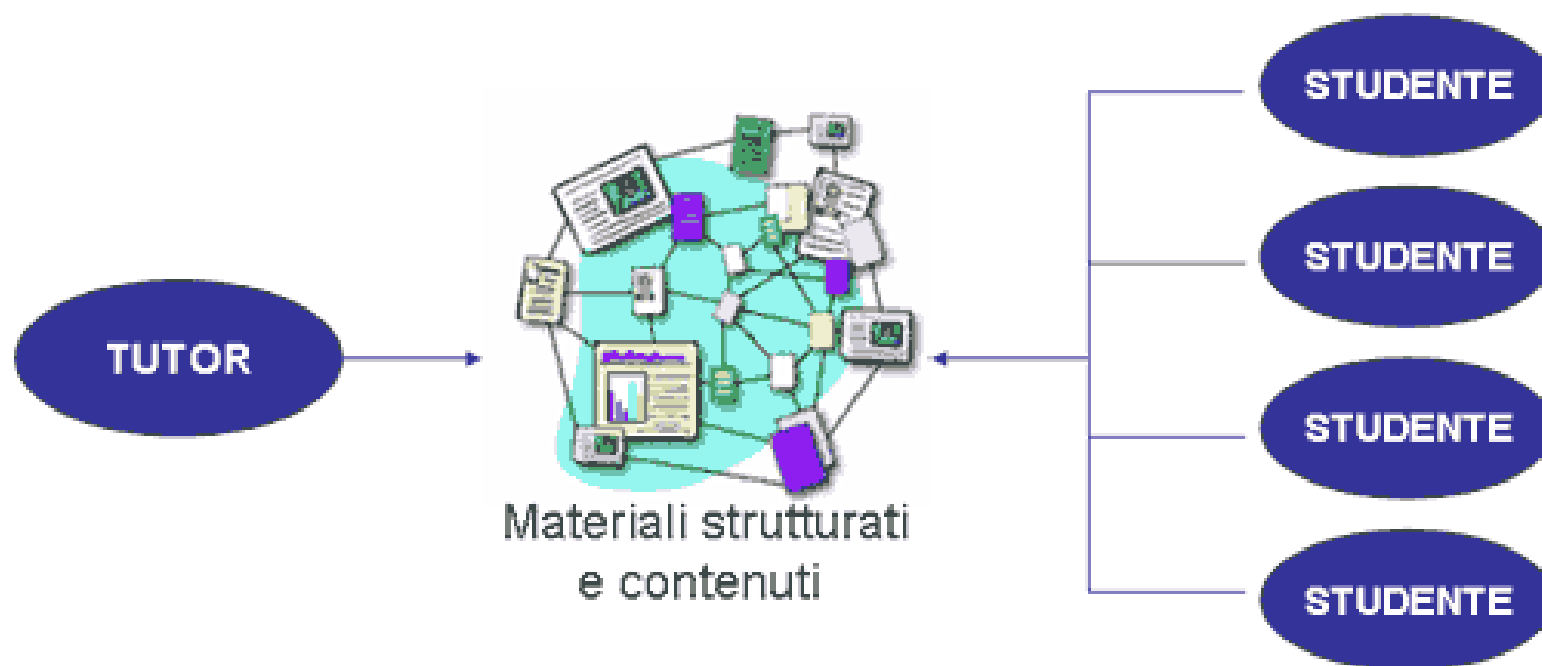 STUDENTE
STUDENTE
TUTOR
STUDENTE
Materiali strutturati
e contenuti
STUDENTE